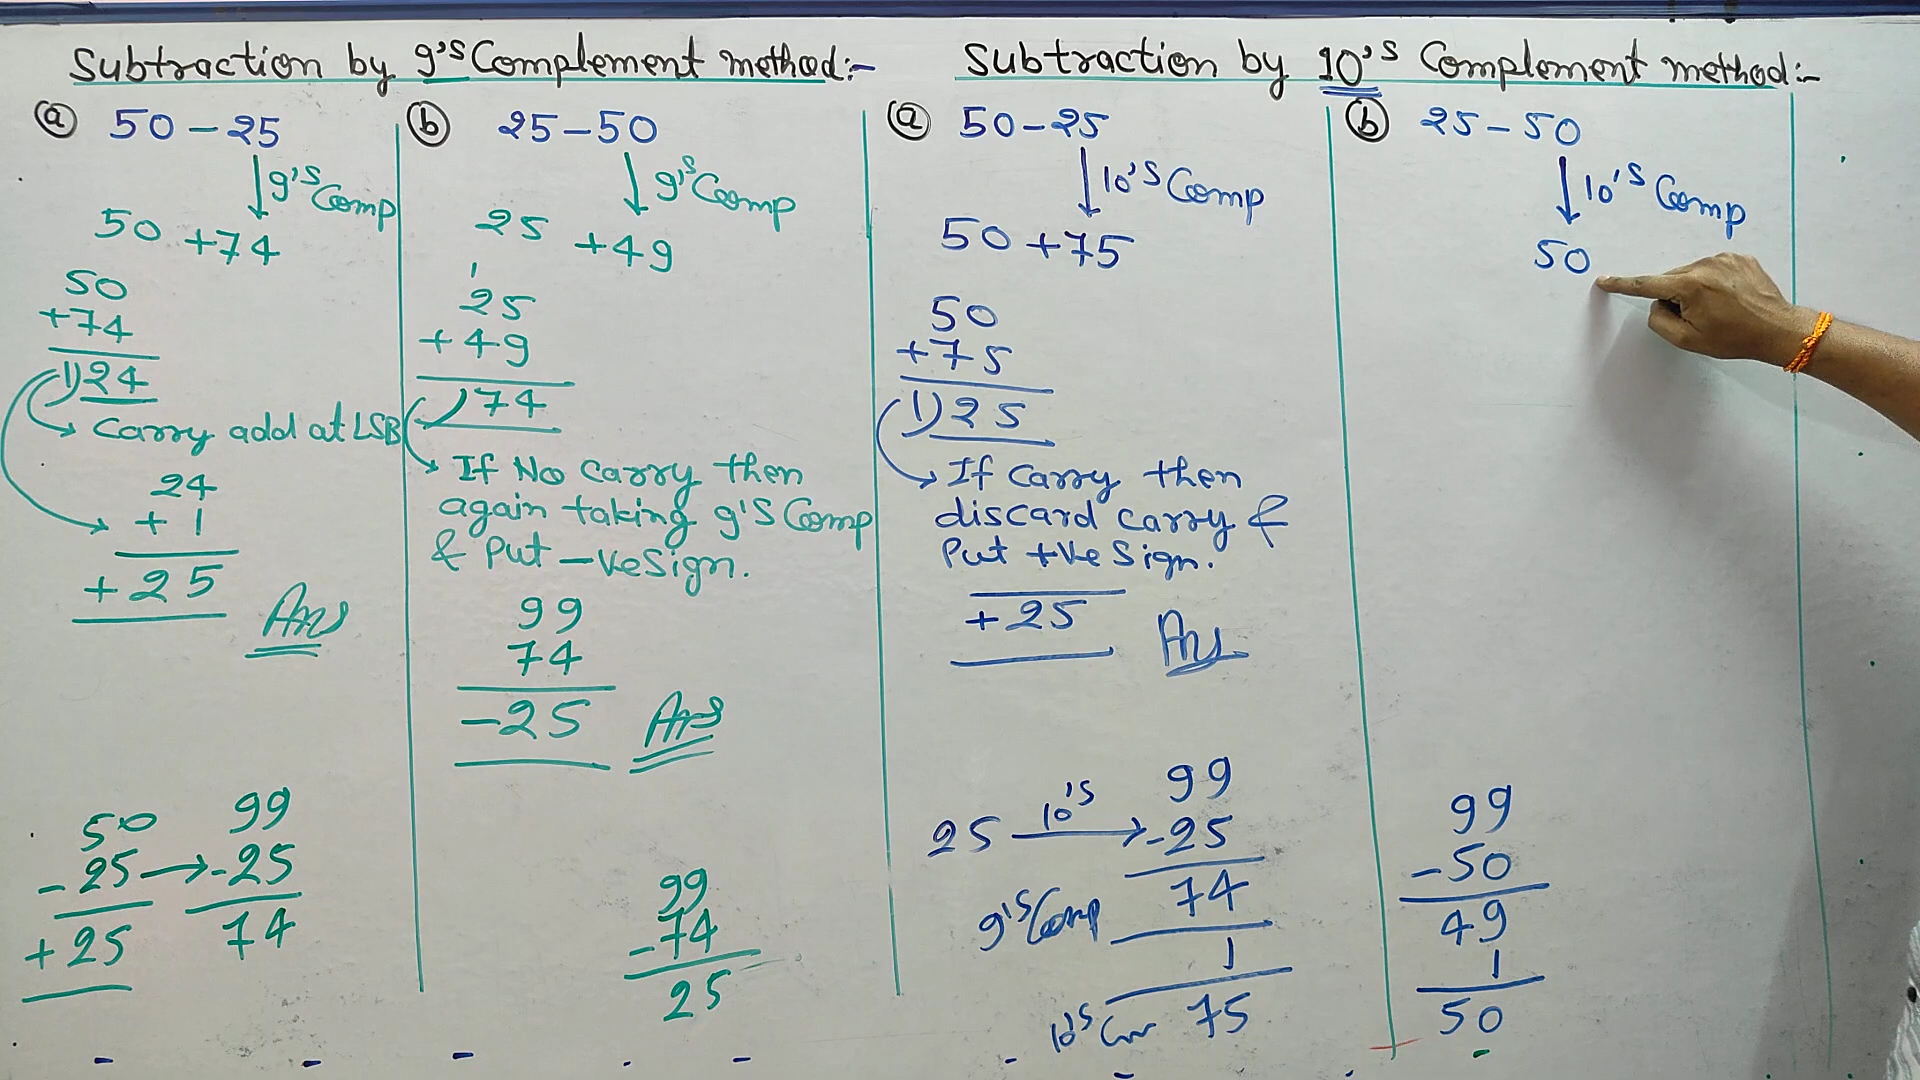 Subtraction by 9'S Complement method:-
(a) 50 - 25
↓ 9'S Comp
50 + 74
50
+74
1)24
→ Carry add at LSB
24
+ 1
+ 25
Ans
50
- 25 →
+ 25
99
-25
74
(b) 25 - 50
↓ 9'S Comp
25 + 49
1
25
+ 49
)74
→ If No Carry then
again taking 9'S Comp
& Put -ve Sign.
99
74
-25
Ans
99
-74
25
Subtraction by 10'S Complement method:-
(a) 50 - 25
↓ 10'S Comp
50 + 75
50
+ 75
1)25
→ If Carry then
discard carry &
Put +ve Sign.
+ 25
Ans
25 10'S → 99
-25
9'S Comp 74
1
10'S Com 75
(b) 25 - 50
↓ 10'S Comp
50
99
- 50
49
1
50